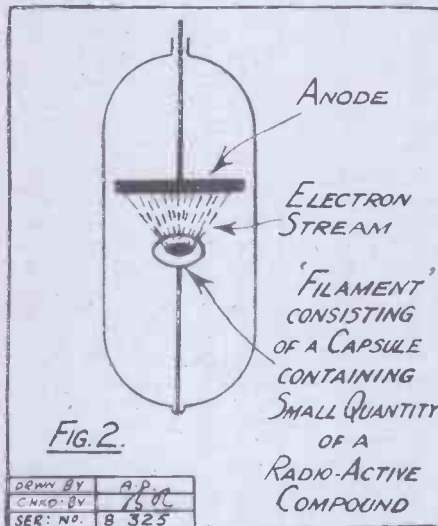 ANODE
ELECTRON
STREAM
'FILAMENT'
CONSISTING
OF A CAPSULE
CONTAINING
SMALL QUANTITY
OF A
RADIO-ACTIVE
COMPOUND
FIG. 2.
DRWN BY A.P.
CHKD: BY
SER: NO. B 325